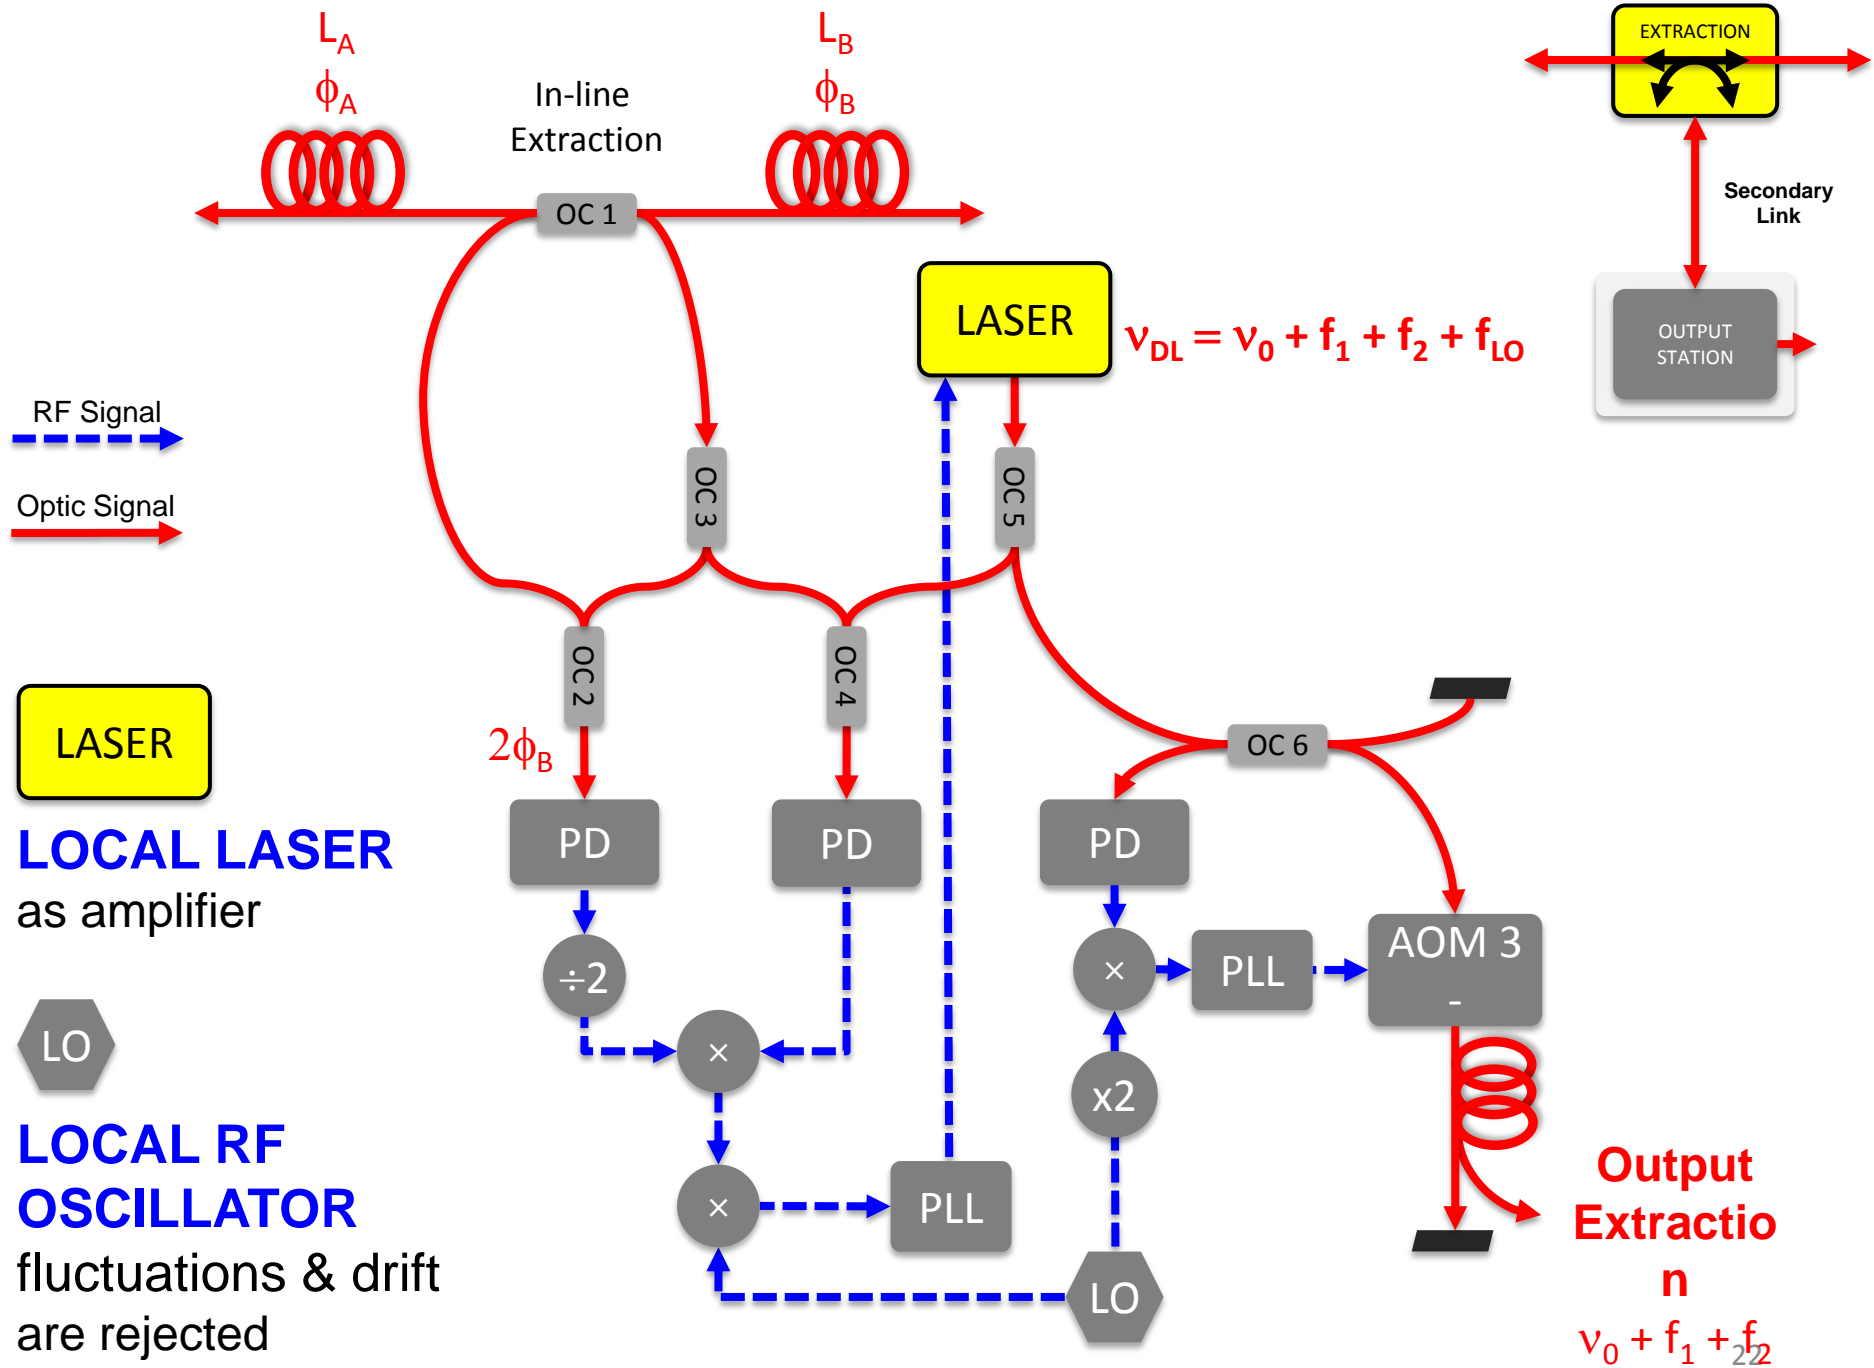 L_A
ϕ_A
In-line
Extraction
L_B
ϕ_B
OC 1
EXTRACTION
Secondary
Link
OUTPUT
STATION
LASER
ν_DL = ν_0 + f_1 + f_2 + f_LO
RF Signal
Optic Signal
OC 3
OC 5
OC 2
OC 4
OC 6
LASER
LOCAL LASER
as amplifier
2ϕ_B
PD
PD
PD
÷2
×
×
PLL
AOM 3
-
LO
×
x2
LOCAL RF
OSCILLATOR
fluctuations & drift
are rejected
×
PLL
LO
Output
Extractio
n
ν_0 + f_1 + f_2
22